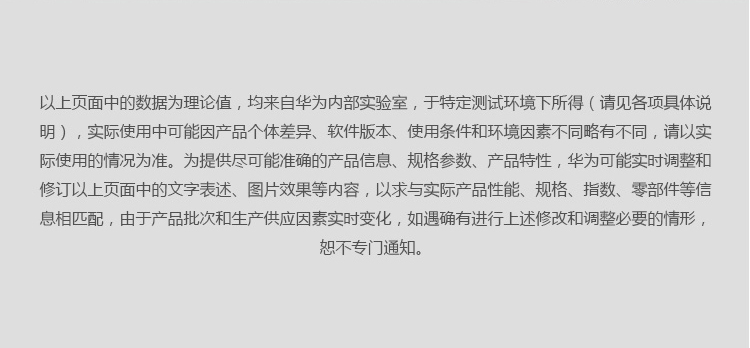 以上页面中的数据为理论值，均来自华为内部实验室，于特定测试环境下所得（请见各项具体说
明），实际使用中可能因产品个体差异、软件版本、使用条件和环境因素不同略有不同，请以实
际使用的情况为准。为提供尽可能准确的产品信息、规格参数、产品特性，华为可能实时调整和
修订以上页面中的文字表述、图片效果等内容，以求与实际产品性能、规格、指数、零部件等信
息相匹配，由于产品批次和生产供应因素实时变化，如遇确有进行上述修改和调整必要的情形，
恕不专门通知。